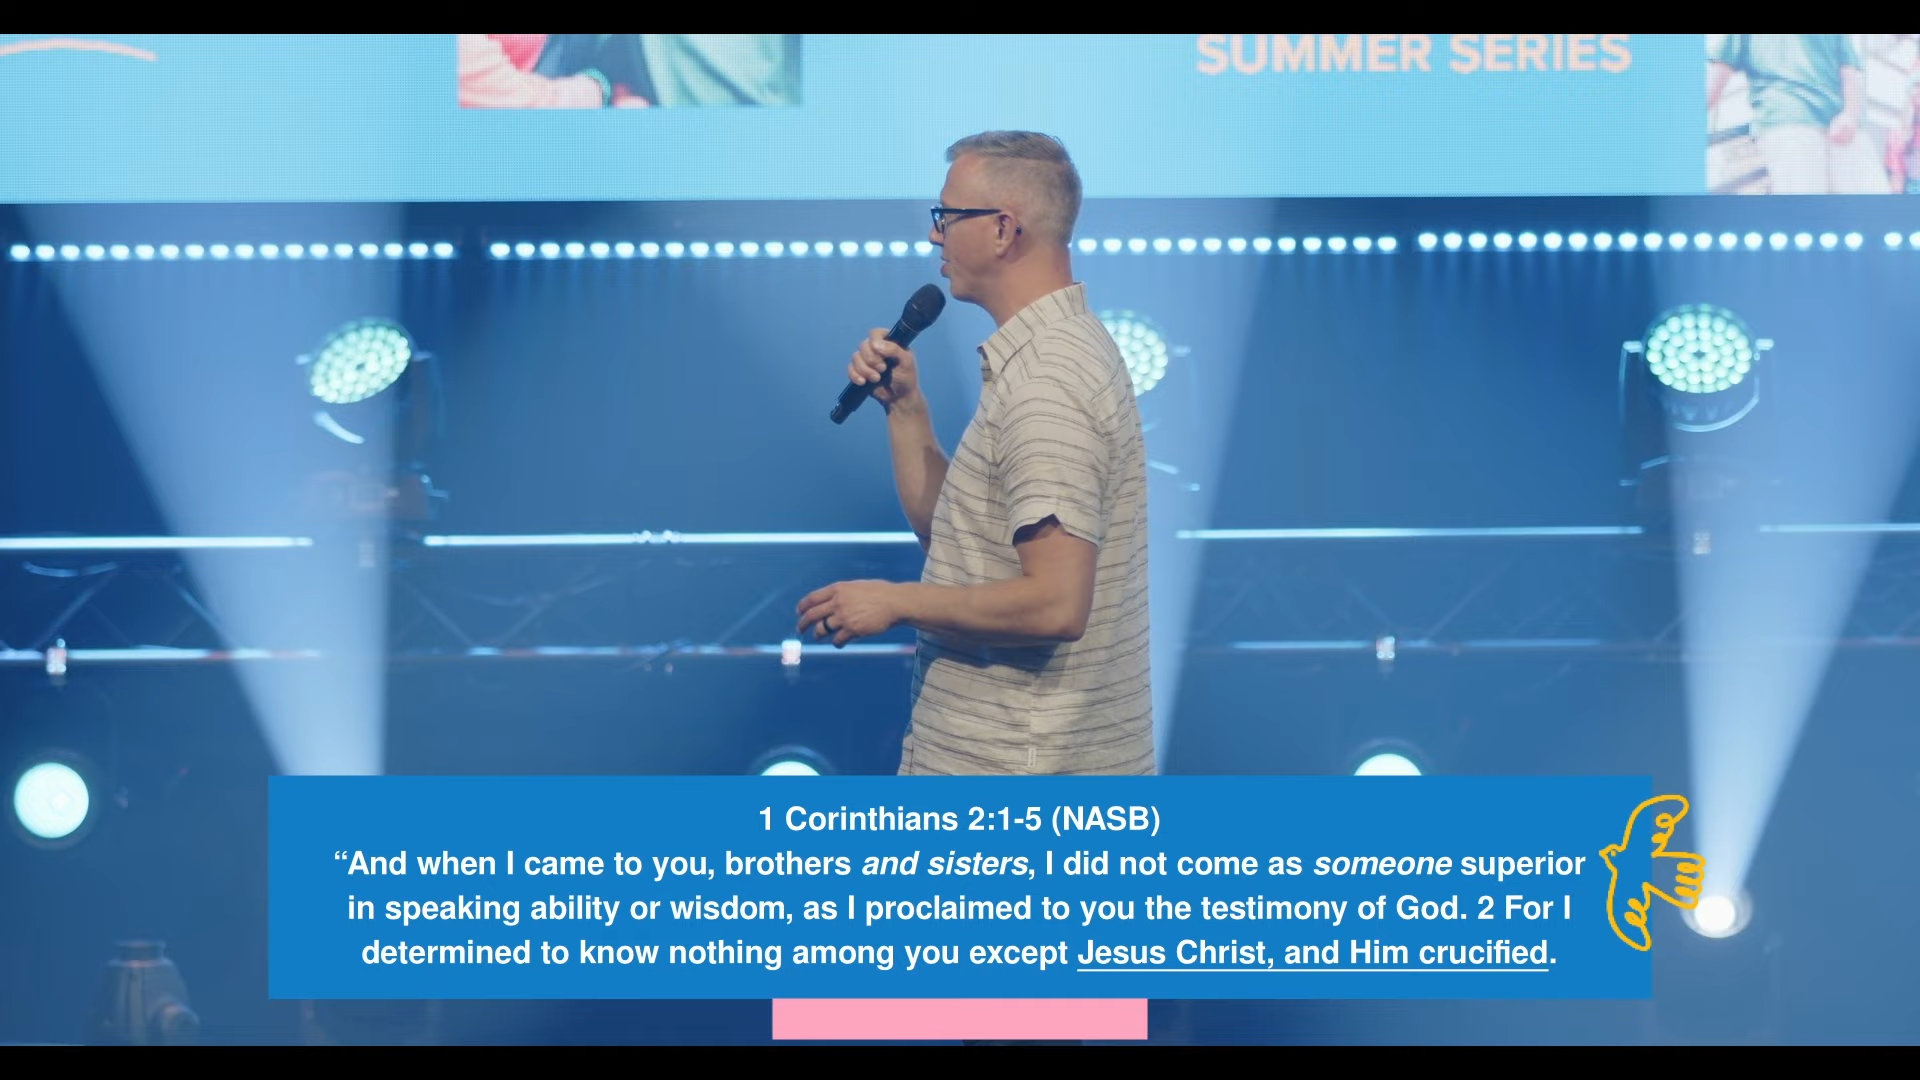 SUMMER SERIES
1 Corinthians 2:1-5 (NASB)
“And when I came to you, brothers and sisters, I did not come as someone superior
in speaking ability or wisdom, as I proclaimed to you the testimony of God. 2 For I
determined to know nothing among you except Jesus Christ, and Him crucified.